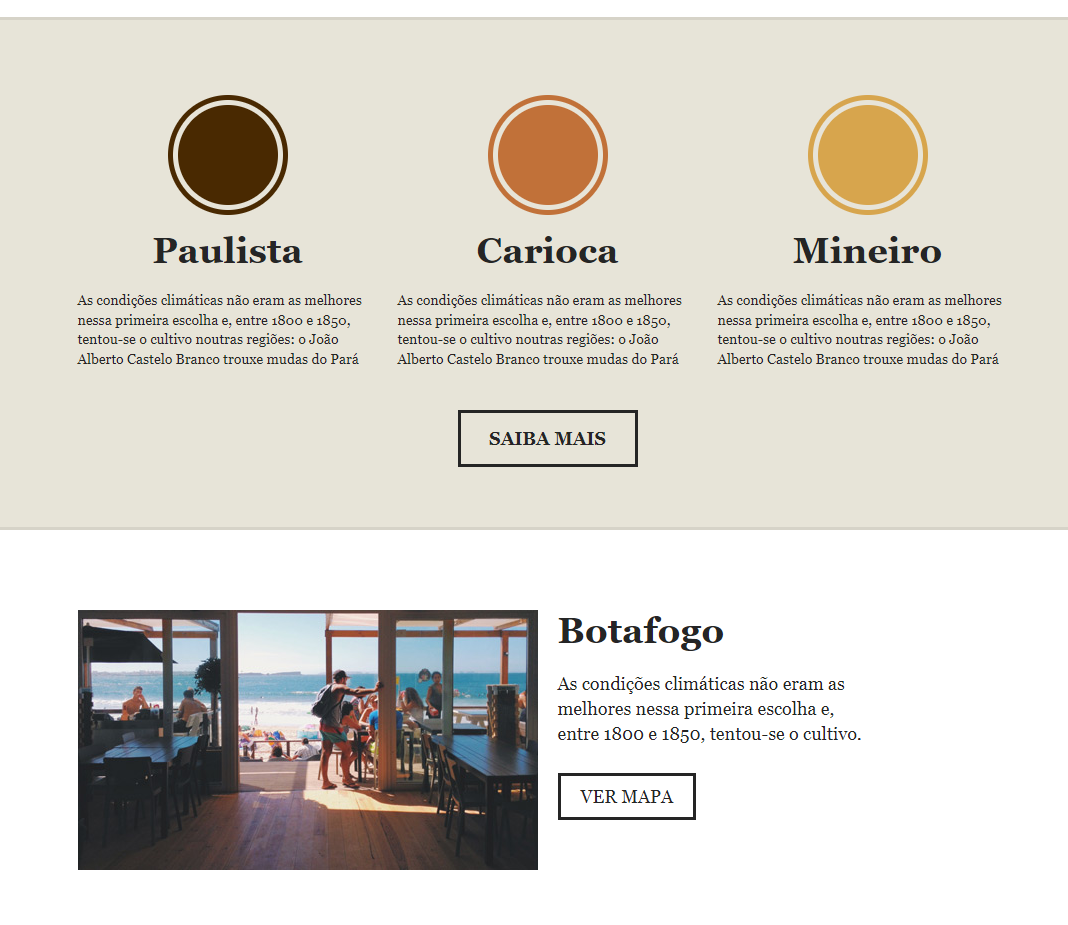 Paulista
As condições climáticas não eram as melhores
nessa primeira escolha e, entre 1800 e 1850,
tentou-se o cultivo noutras regiões: o João
Alberto Castelo Branco trouxe mudas do Pará
Carioca
As condições climáticas não eram as melhores
nessa primeira escolha e, entre 1800 e 1850,
tentou-se o cultivo noutras regiões: o João
Alberto Castelo Branco trouxe mudas do Pará
Mineiro
As condições climáticas não eram as melhores
nessa primeira escolha e, entre 1800 e 1850,
tentou-se o cultivo noutras regiões: o João
Alberto Castelo Branco trouxe mudas do Pará
SAIBA MAIS
Botafogo
As condições climáticas não eram as
melhores nessa primeira escolha e,
entre 1800 e 1850, tentou-se o cultivo.
VER MAPA